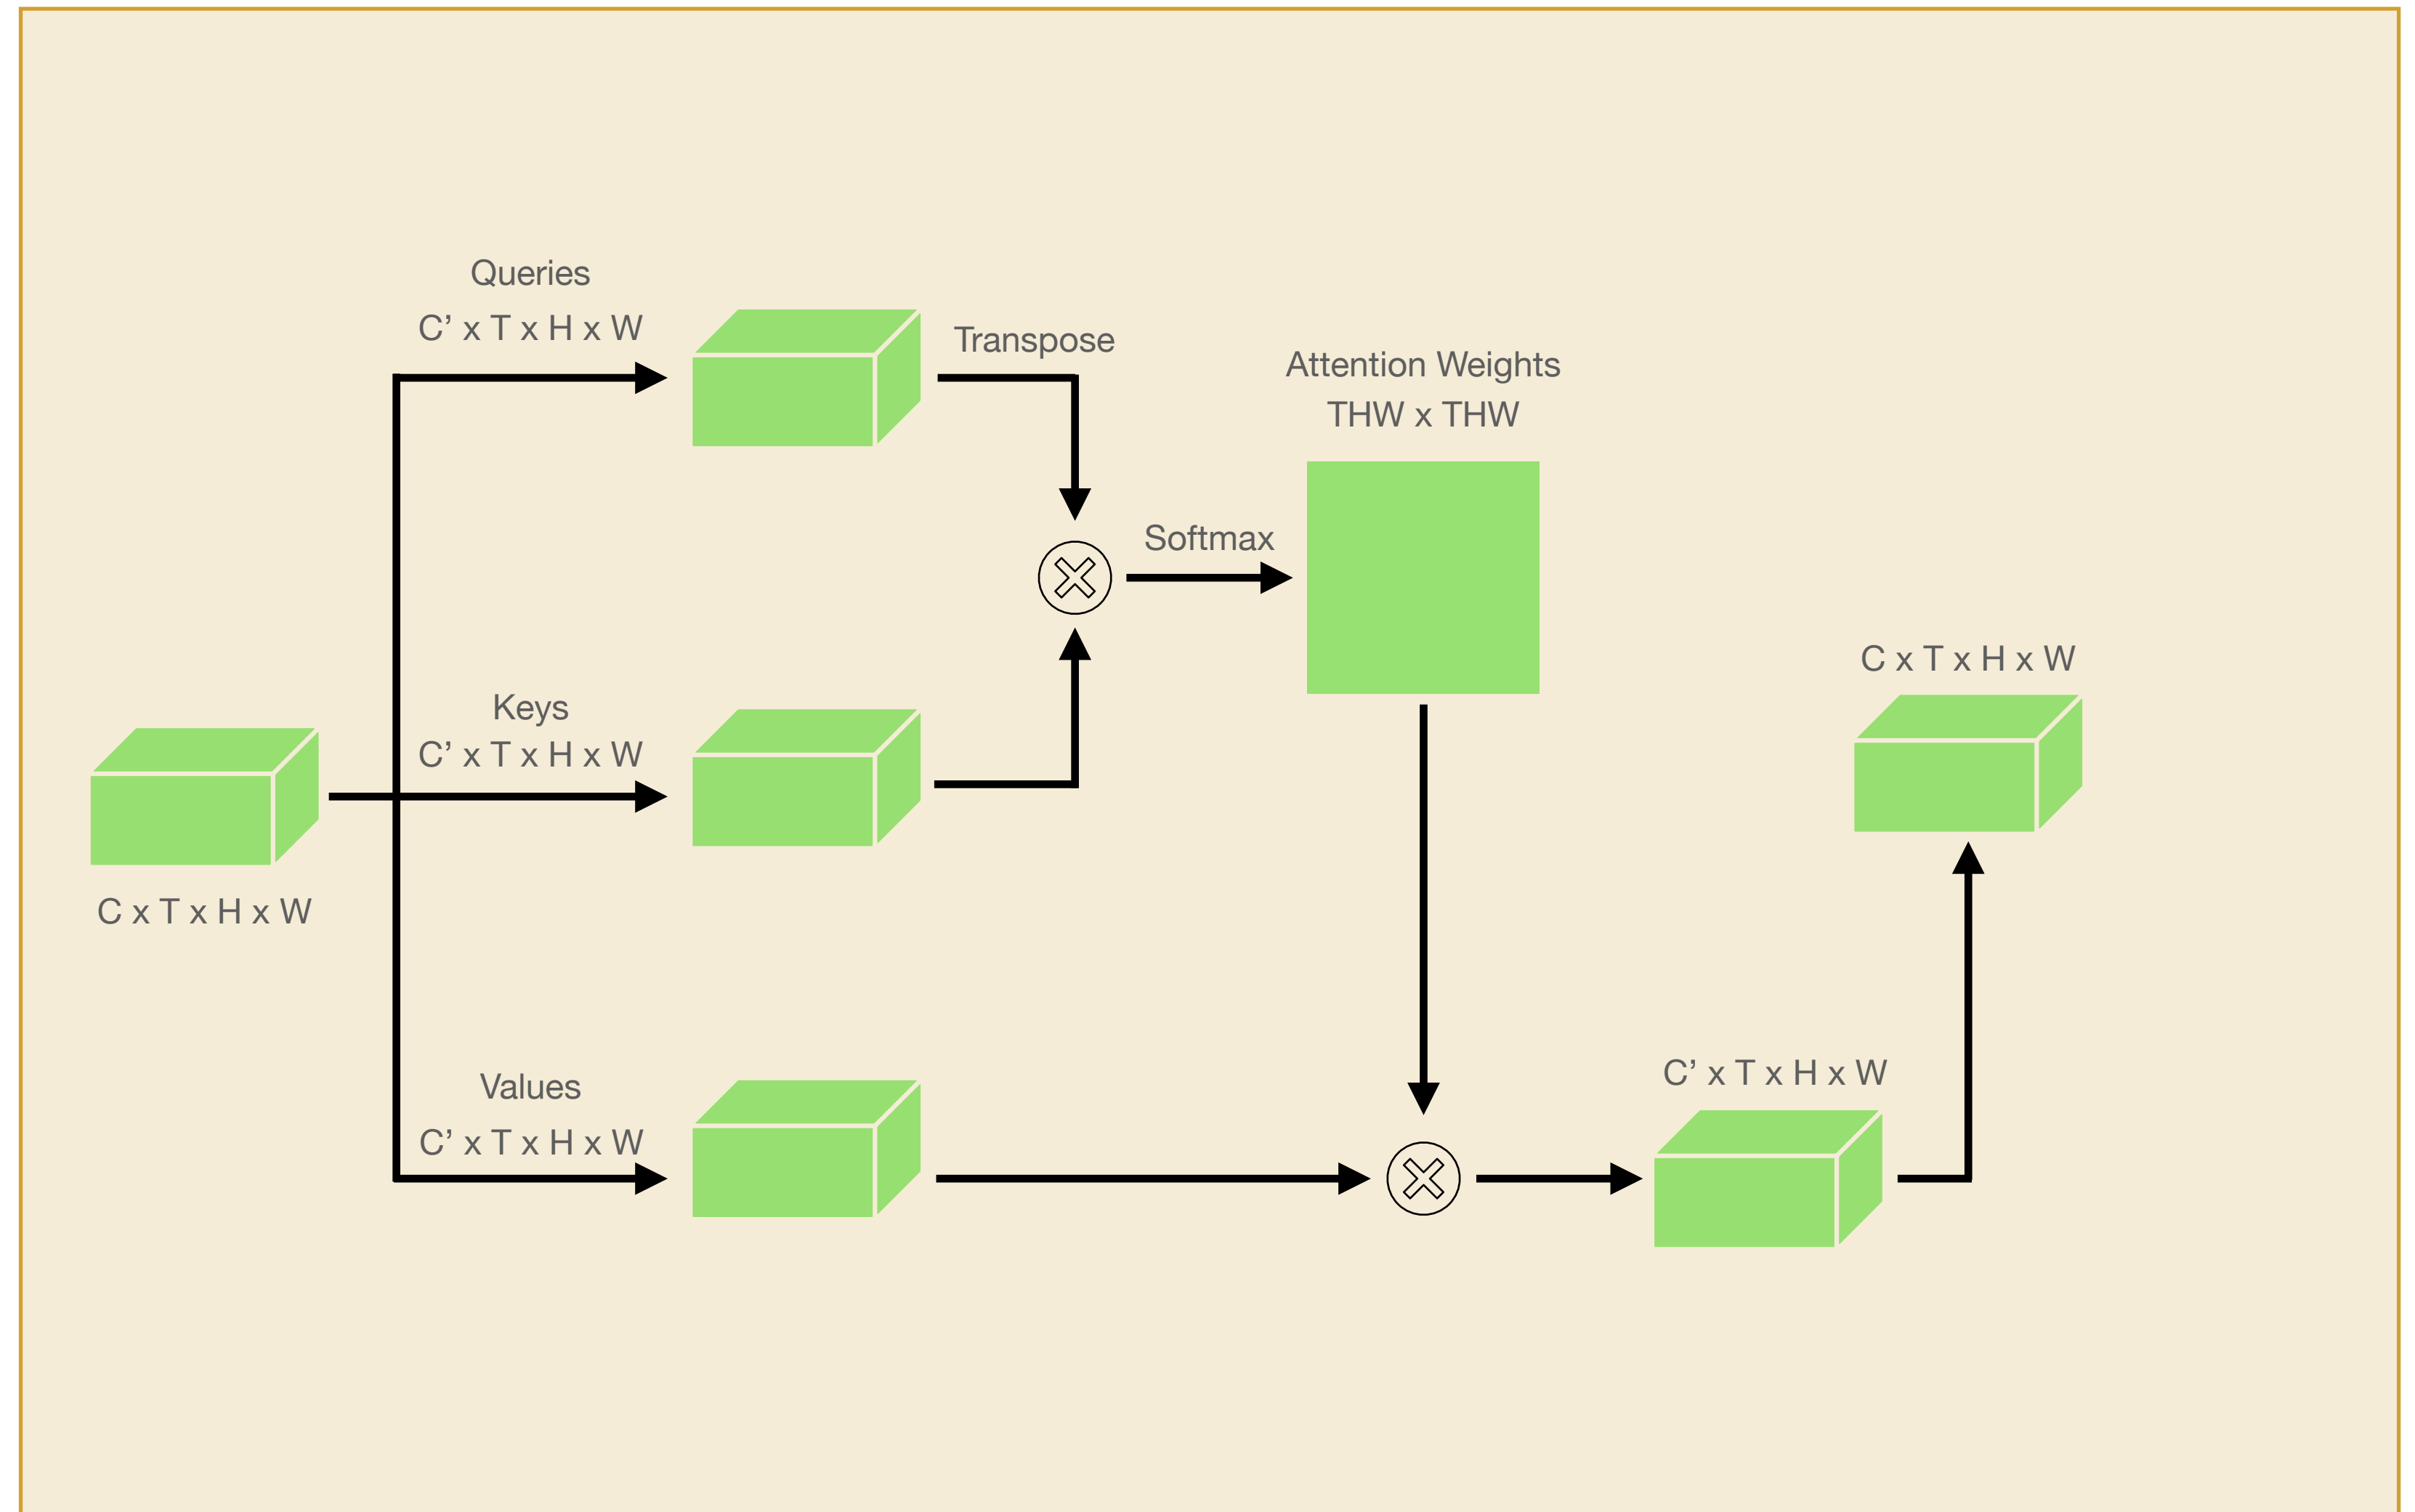 Queries
C’ x T x H x W
Transpose
Attention Weights
THW x THW
Softmax
Keys
C’ x T x H x W
C x T x H x W
C x T x H x W
Values
C’ x T x H x W
C’ x T x H x W